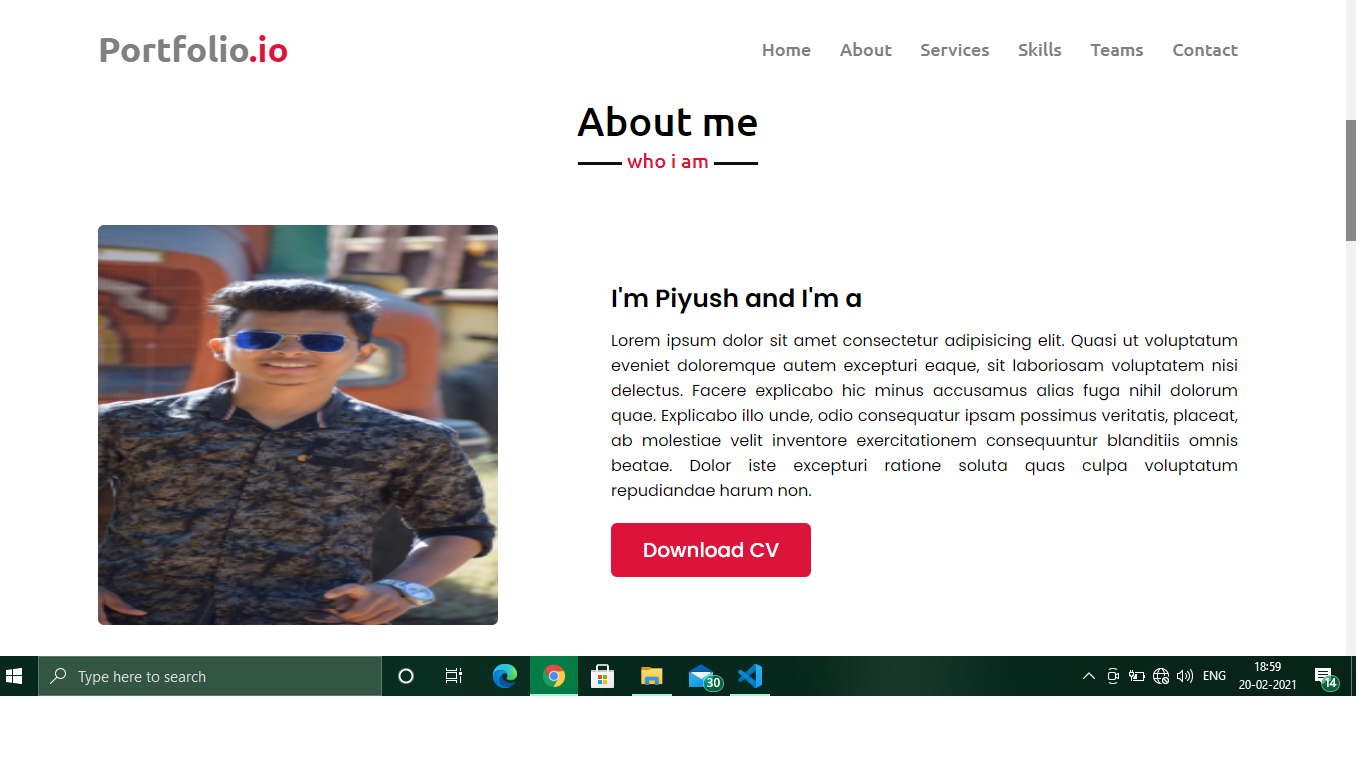 Portfolio.io
Home About Services Skills Teams Contact
About me
who i am
I'm Piyush and I'm a
Lorem ipsum dolor sit amet consectetur adipisicing elit. Quasi ut voluptatum
eveniet doloremque autem excepturi eaque, sit laboriosam voluptatem nisi
delectus. Facere explicabo hic minus accusamus alias fuga nihil dolorum
quae. Explicabo illo unde, odio consequatur ipsam possimus veritatis, placeat,
ab molestiae velit inventore exercitationem consequuntur blanditiis omnis
beatae. Dolor iste excepturi ratione soluta quas culpa voluptatum
repudiandae harum non.
Download CV
Type here to search
30
ENG
18:59
20-02-2021
14